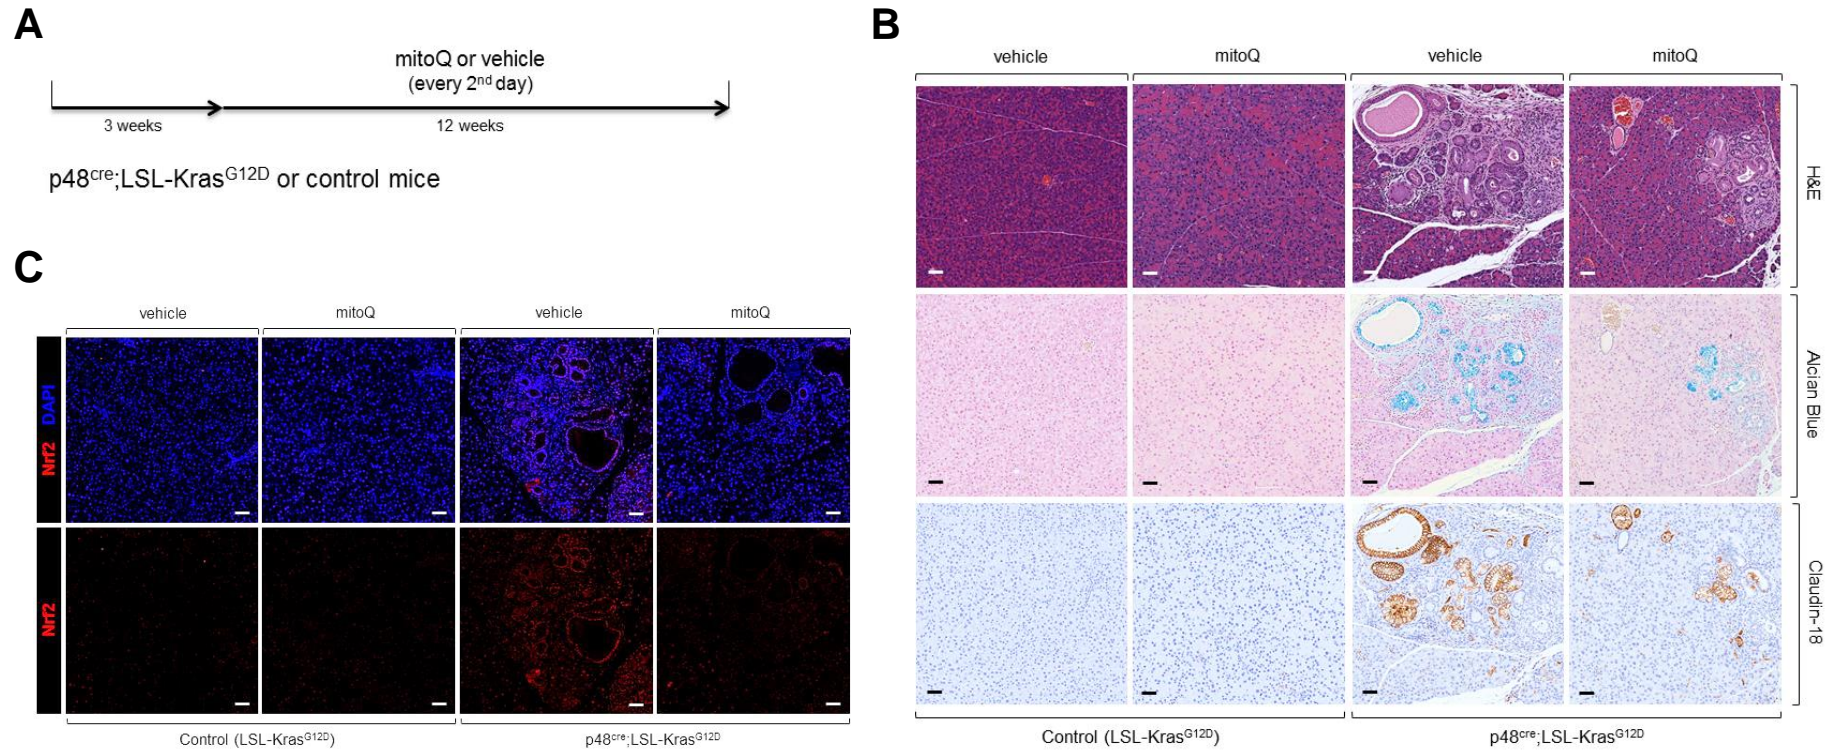 A
mitoQ or vehicle
(every 2nd day)
3 weeks
12 weeks
p48cre;LSL-KrasG12D or control mice
B
vehicle
mitoQ
vehicle
mitoQ
H&E
Alcian Blue
Claudin-18
Control (LSL-KrasG12D)
p48cre;LSL-KrasG12D
C
vehicle
mitoQ
vehicle
mitoQ
Nrf2 DAPI
Nrf2
Control (LSL-KrasG12D)
p48cre;LSL-KrasG12D